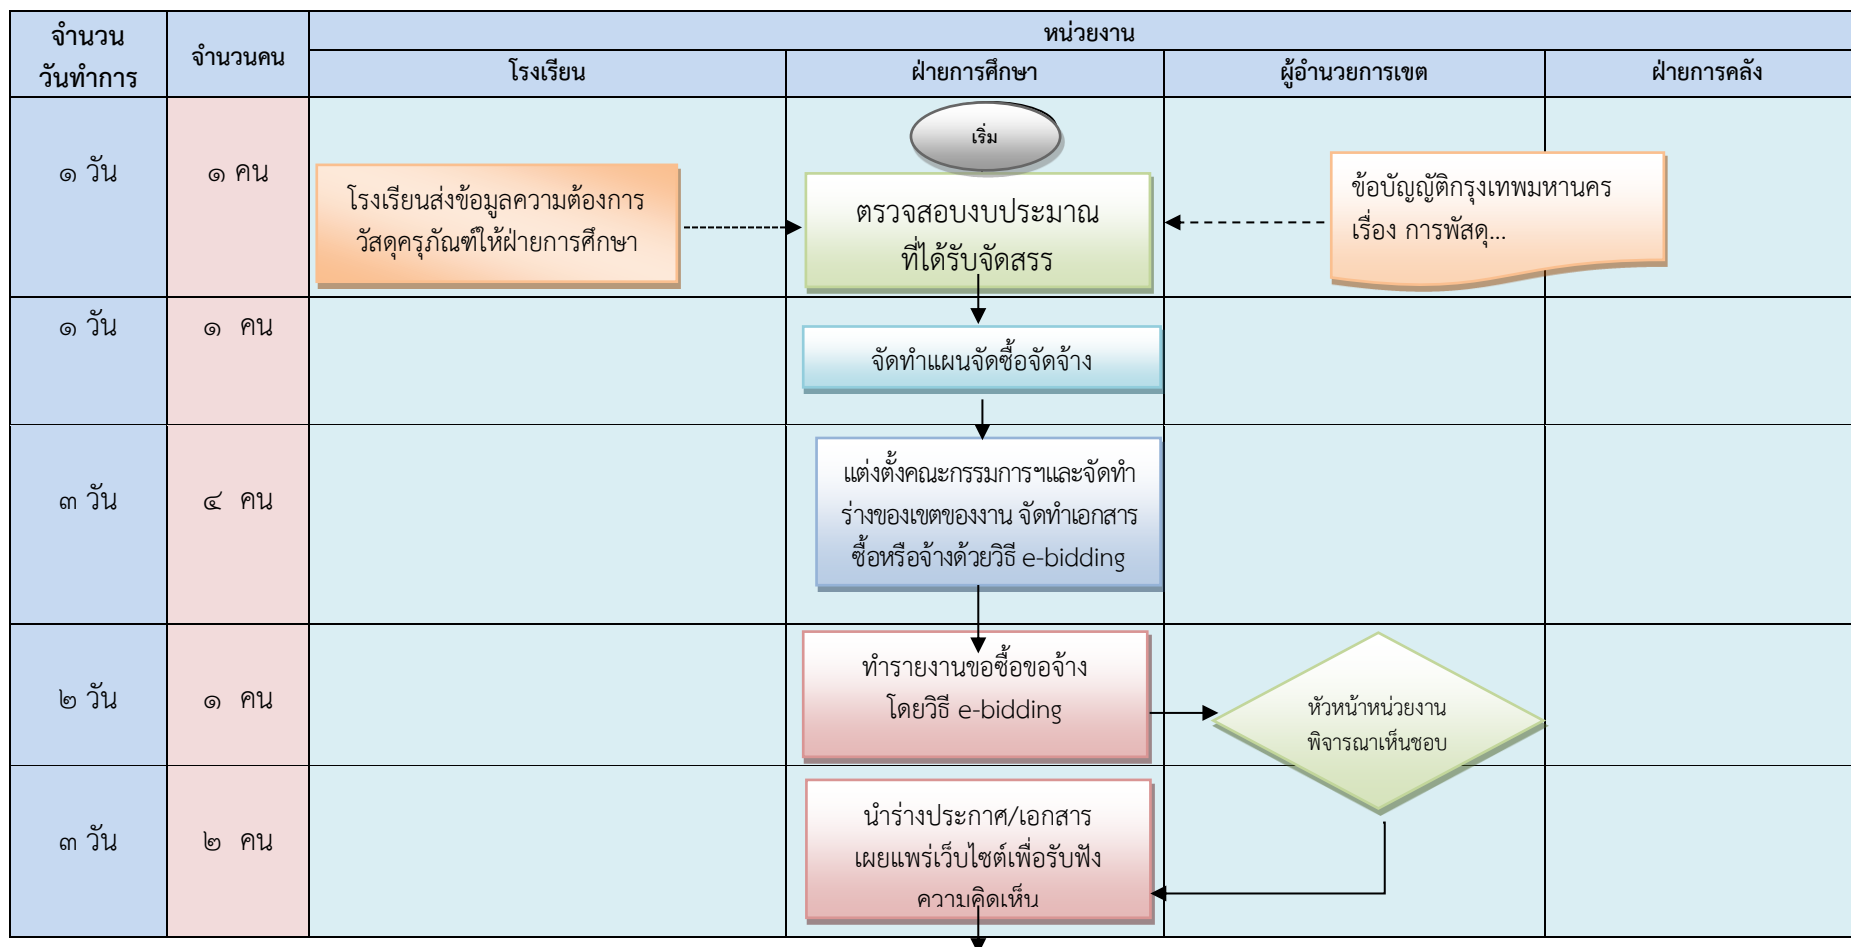 จำนวน
วันทำการ
จำนวนคน
หน่วยงาน
โรงเรียน
ฝ่ายการศึกษา
ผู้อำนวยการเขต
ฝ่ายการคลัง
๑ วัน
๑ คน
เริ่ม
โรงเรียนส่งข้อมูลความต้องการ
วัสดุครุภัณฑ์ให้ฝ่ายการศึกษา
ตรวจสอบงบประมาณ
ที่ได้รับจัดสรร
ข้อบัญญัติกรุงเทพมหานคร
เรื่อง การพัสดุ...
๑ วัน
๑ คน
จัดทำแผนจัดซื้อจัดจ้าง
๓ วัน
๔ คน
แต่งตั้งคณะกรรมการฯและจัดทำ
ร่างของเขตของงาน จัดทำเอกสาร
ซื้อหรือจ้างด้วยวิธี e-bidding
๒ วัน
๑ คน
ทำรายงานขอซื้อขอจ้าง
โดยวิธี e-bidding
หัวหน้าหน่วยงาน
พิจารณาเห็นชอบ
๓ วัน
๒ คน
นำร่างประกาศ/เอกสาร
เผยแพร่เว็บไซต์เพื่อรับฟัง
ความคิดเห็น